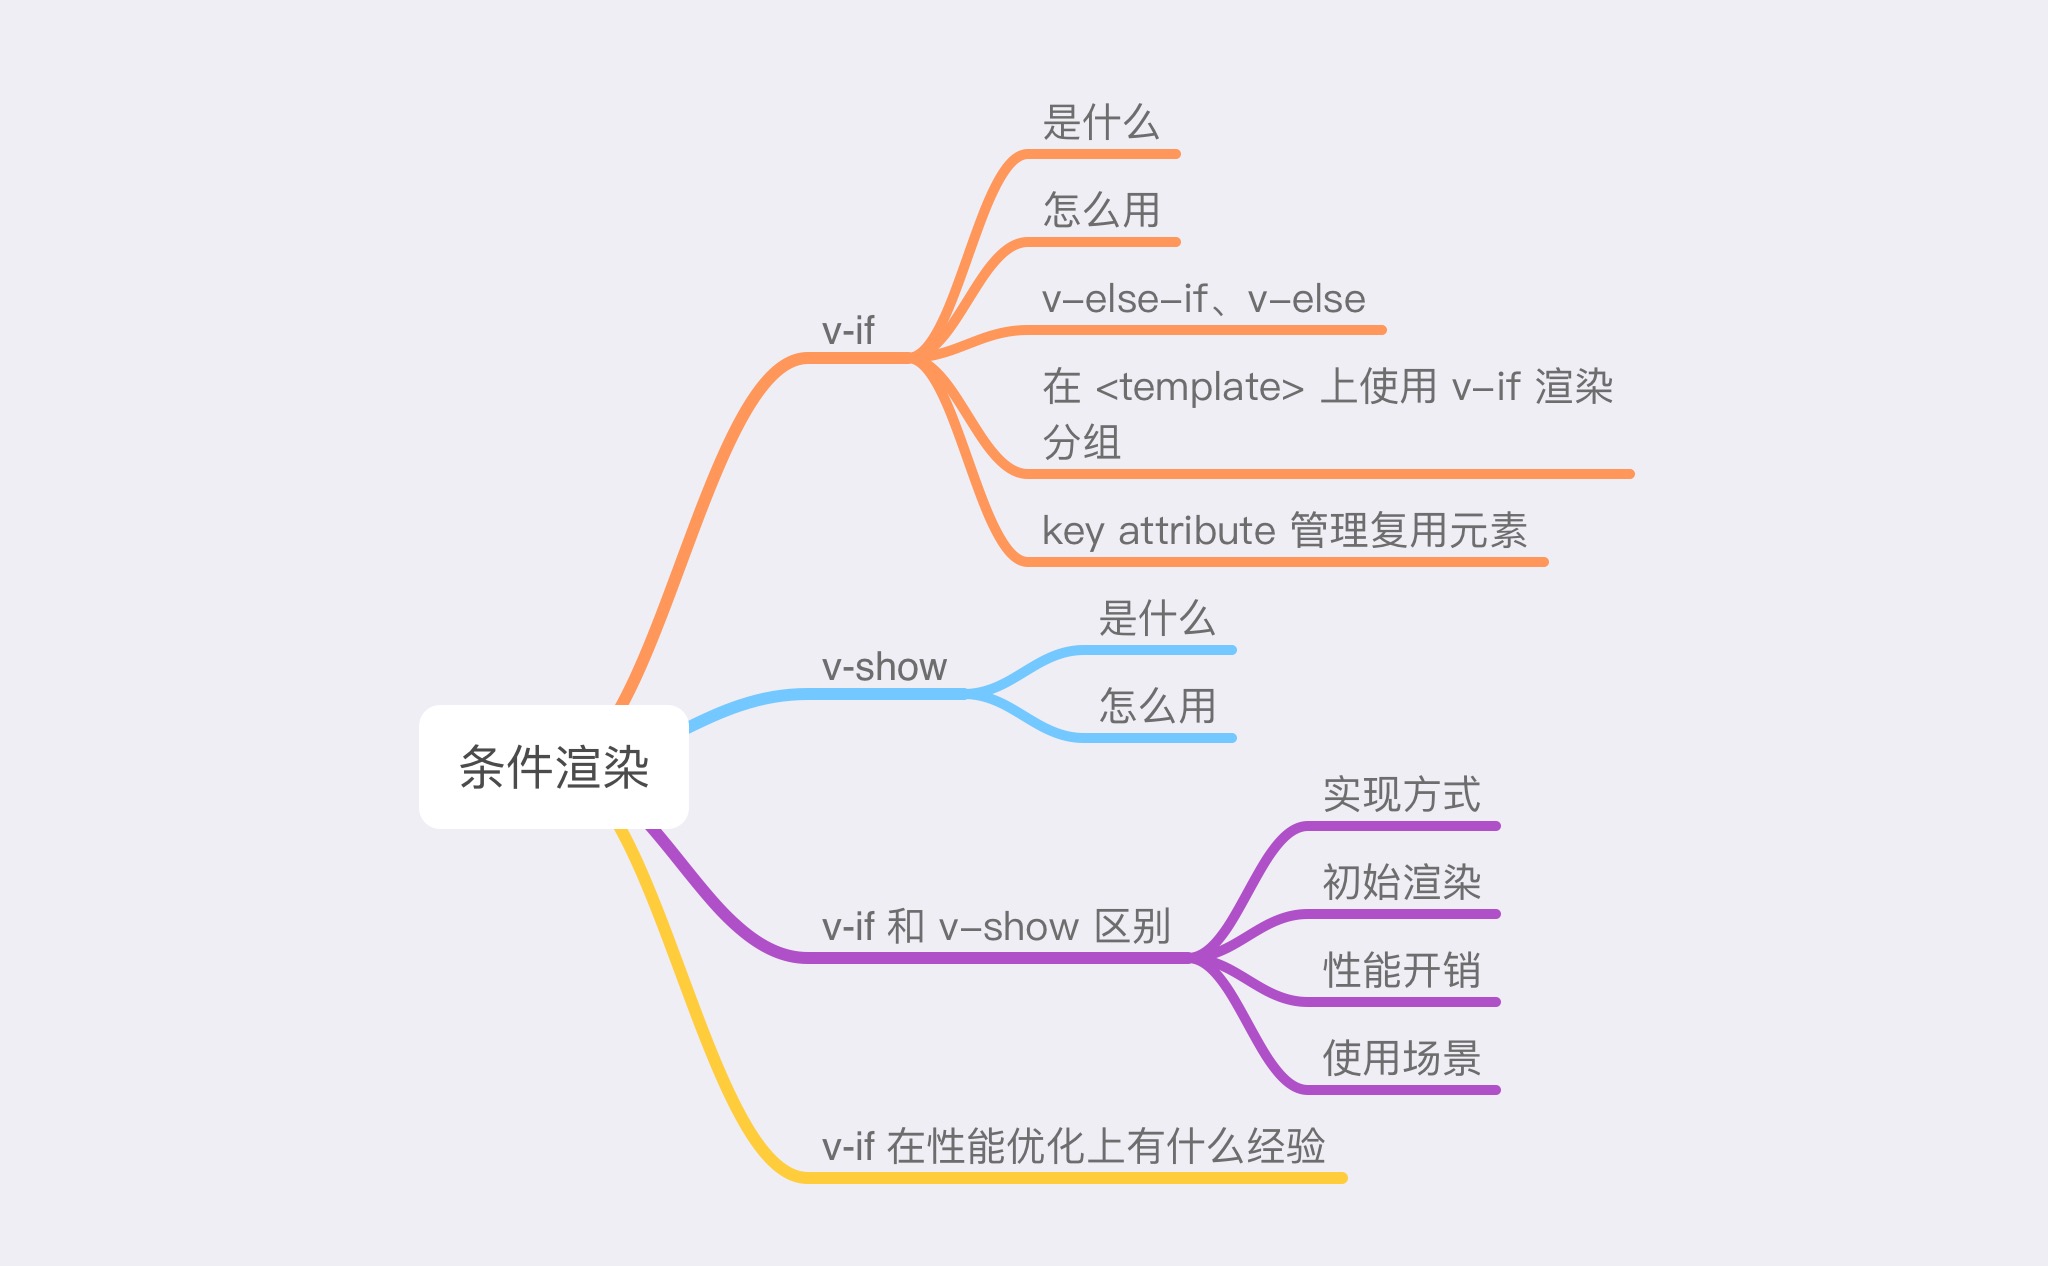 是什么
怎么用
v-if
v-else-if、v-else
在 <template> 上使用 v-if 渲染
分组
key attribute 管理复用元素
v-show
是什么
怎么用
条件渲染
v-if 和 v-show 区别
实现方式
初始渲染
性能开销
使用场景
v-if 在性能优化上有什么经验